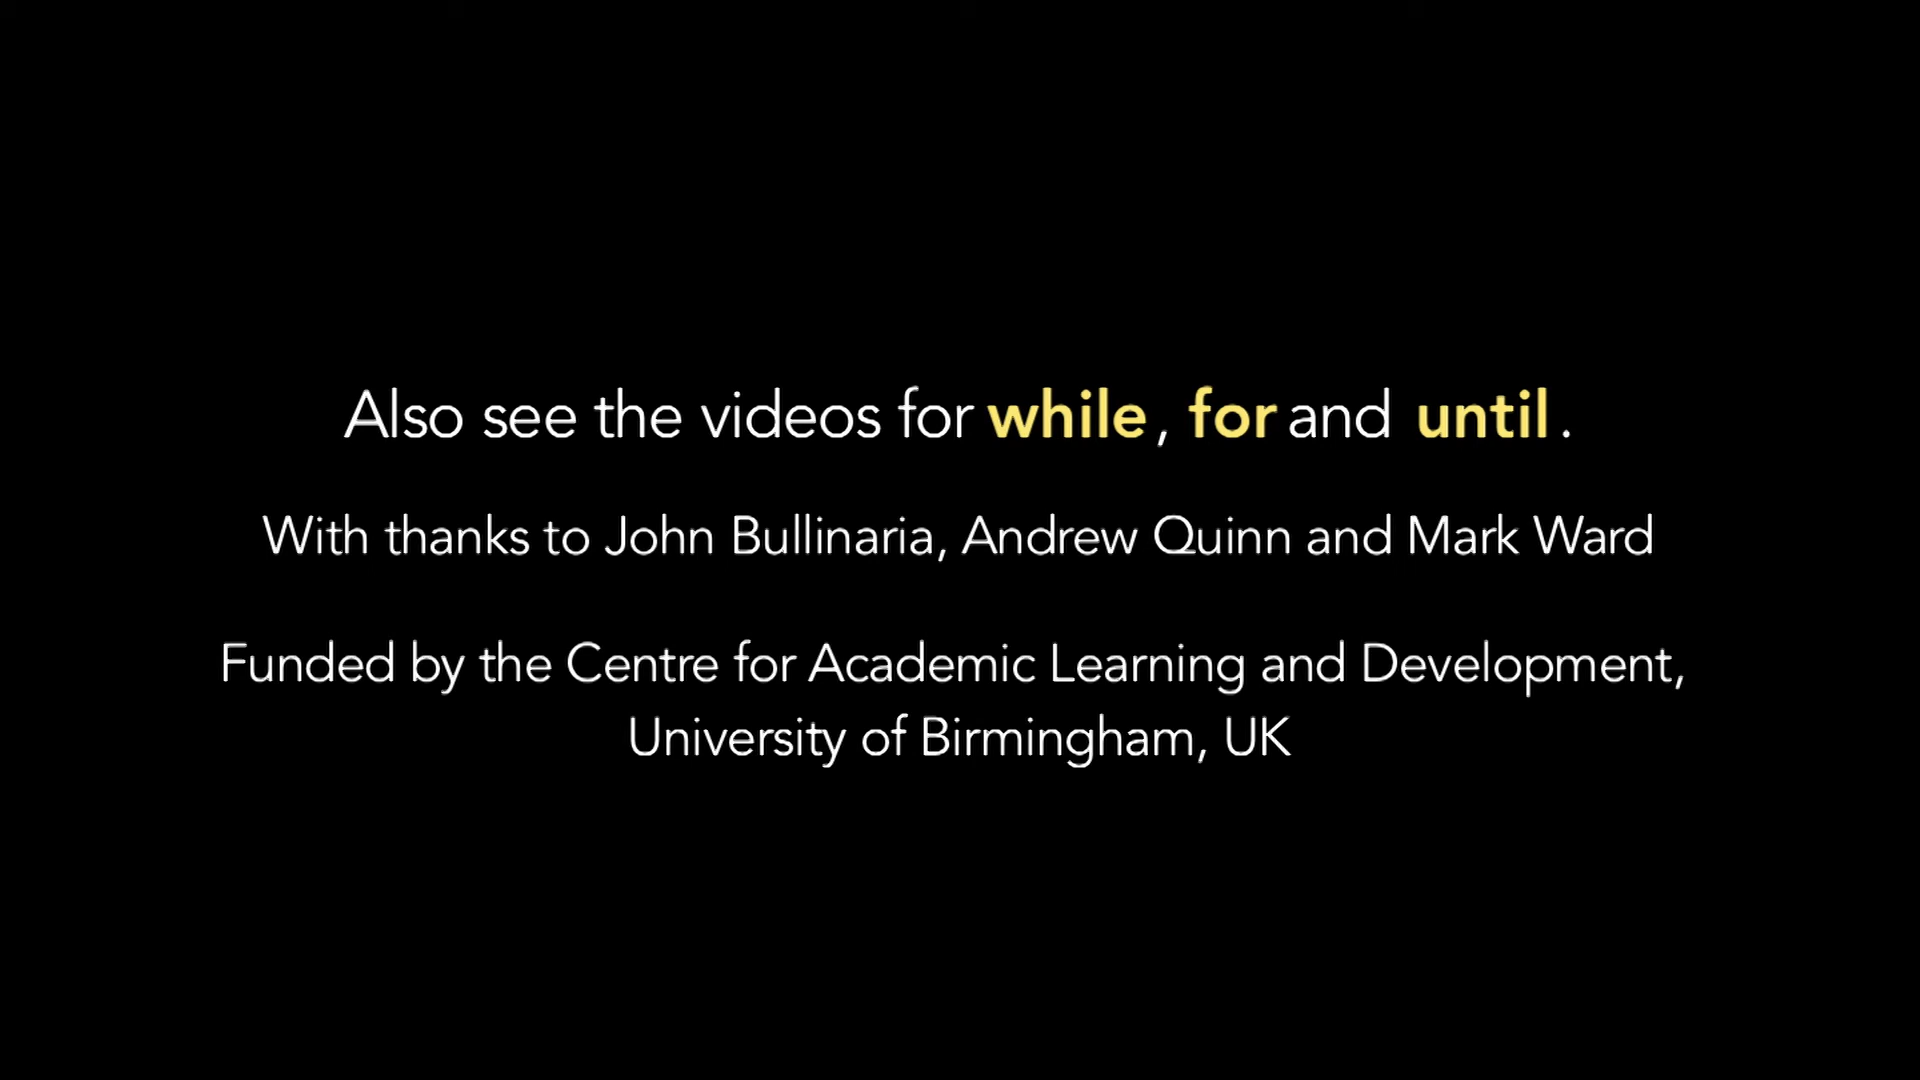 Also see the videos for while, for and until.
With thanks to John Bullinaria, Andrew Quinn and Mark Ward
Funded by the Centre for Academic Learning and Development,
University of Birmingham, UK